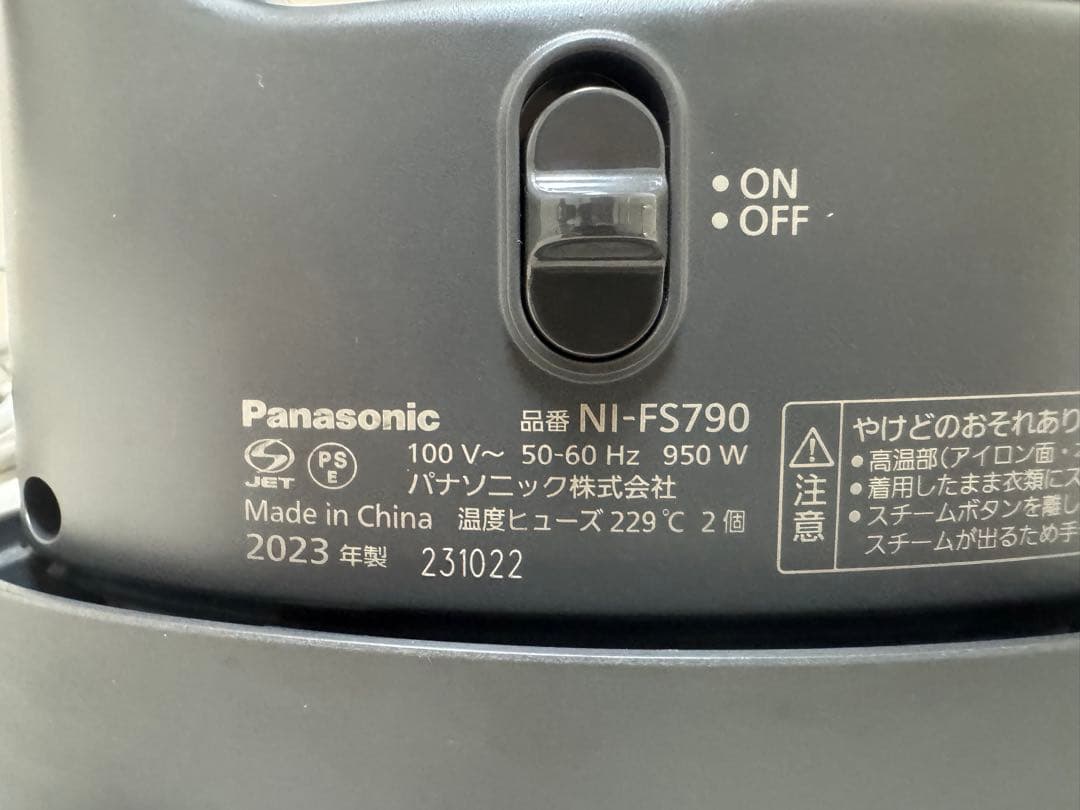 ON
OFF
Panasonic 品番 NI-FS790
JET PS E 100 V～ 50-60 Hz 950 W
パナソニック株式会社
Made in China 温度ヒューズ 229℃ 2個
2023 年製 231022
注意
やけどのおそれあり
●高温部(アイロン面・
●着用したまま衣類にス
●スチームボタンを離し
スチームが出るため手